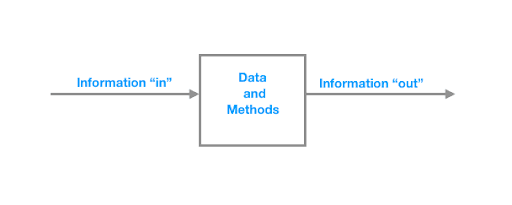 Information “in”
Data
and
Methods
Information “out”